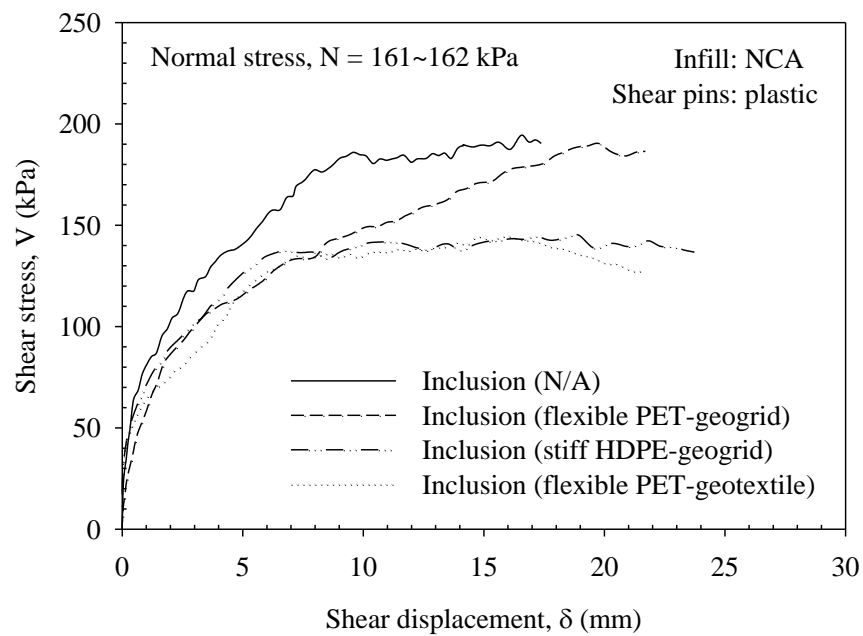 250
200
150
100
50
0
Shear stress, V (kPa)
Normal stress, N = 161~162 kPa
Infill: NCA
Shear pins: plastic
Inclusion (N/A)
Inclusion (flexible PET-geogrid)
Inclusion (stiff HDPE-geogrid)
Inclusion (flexible PET-geotextile)
0 5 10 15 20 25 30
Shear displacement, δ (mm)